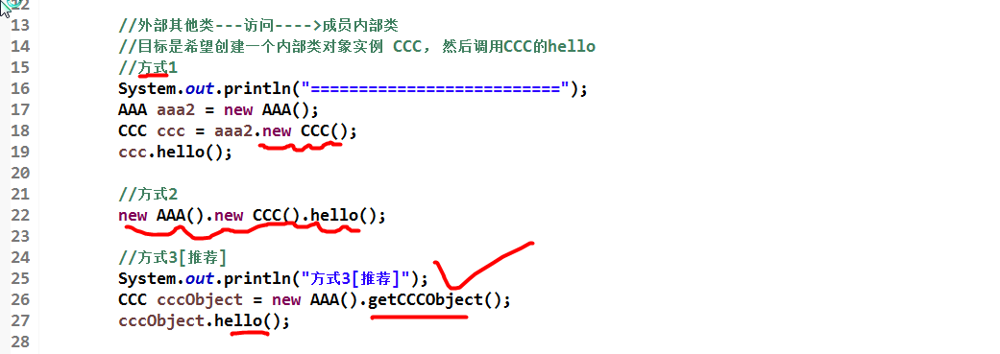 12
13 //外部其他类---访问---->成员内部类
14 //目标是希望创建一个内部类对象实例 CCC, 然后调用CCC的hello
15 //方式1
16 System.out.println("==========================");
17 AAA aaa2 = new AAA();
18 CCC ccc = aaa2.new CCC();
19 ccc.hello();
20
21 //方式2
22 new AAA().new CCC().hello();
23
24 //方式3[推荐]
25 System.out.println("方式3[推荐]");
26 CCC cccObject = new AAA().getCCCObject();
27 cccObject.hello();
28